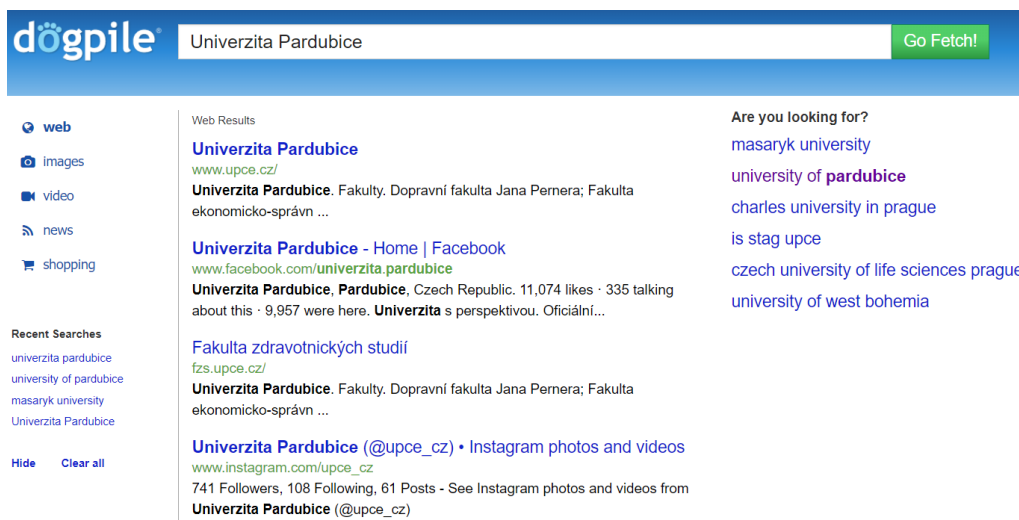 dogpile
Univerzita Pardubice
Go Fetch!
web
images
video
news
shopping
Recent Searches
univerzita pardubice
university of pardubice
masaryk university
Univerzita Pardubice
Hide Clear all
Web Results
Univerzita Pardubice
www.upce.cz/
Univerzita Pardubice. Fakulty. Dopravní fakulta Jana Pernera; Fakulta
ekonomicko-správn ...
Univerzita Pardubice - Home | Facebook
www.facebook.com/univerzita.pardubice
Univerzita Pardubice, Pardubice, Czech Republic. 11,074 likes · 335 talking
about this · 9,957 were here. Univerzita s perspektivou. Oficiální...
Fakulta zdravotnických studií
fzs.upce.cz/
Univerzita Pardubice. Fakulty. Dopravní fakulta Jana Pernera; Fakulta
ekonomicko-správn ...
Univerzita Pardubice (@upce_cz) • Instagram photos and videos
www.instagram.com/upce_cz
741 Followers, 108 Following, 61 Posts - See Instagram photos and videos from
Univerzita Pardubice (@upce_cz)
Are you looking for?
masaryk university
university of pardubice
charles university in prague
is stag upce
czech university of life sciences prague
university of west bohemia